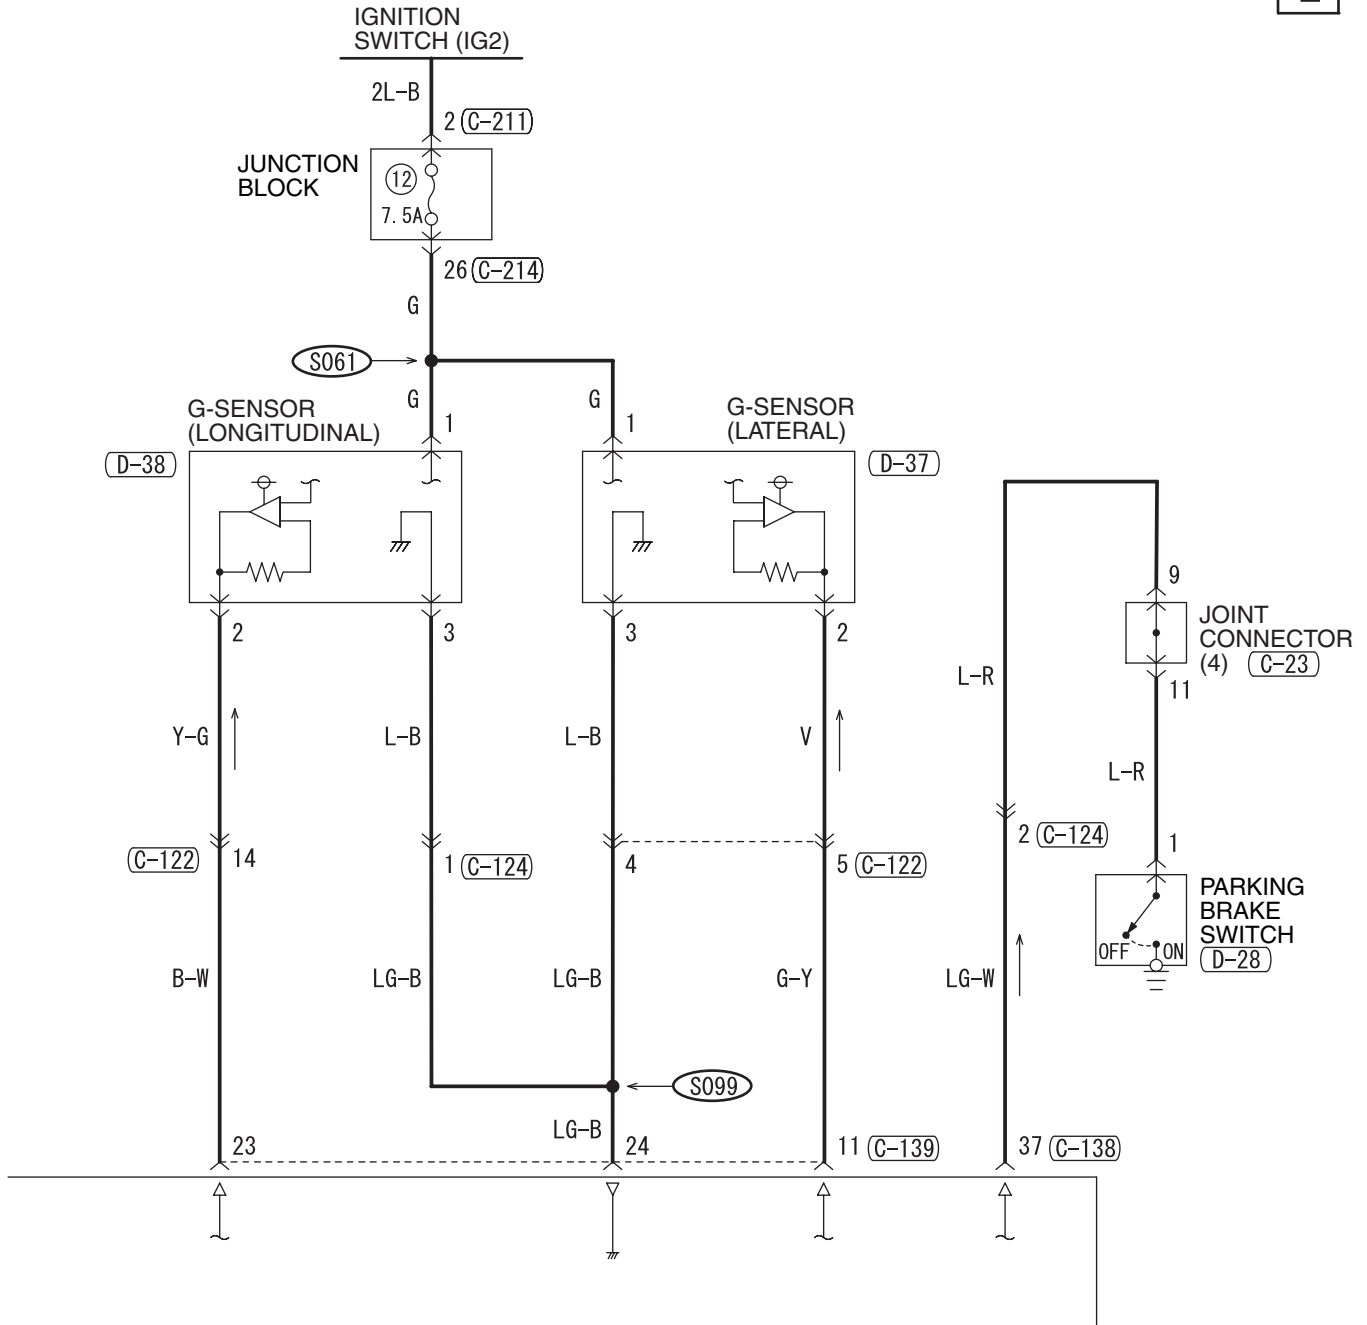 IGNITION
SWITCH (IG2)
2L-B
2 C-211
JUNCTION
BLOCK
12
7.5A
26 C-214
G
S061
G
G
G-SENSOR
(LONGITUDINAL)
1
1
G-SENSOR
(LATERAL)
D-38
D-37
9
JOINT
CONNECTOR
(4) C-23
2
3
3
2
11
L-R
Y-G
L-B
L-B
V
L-R
C-122 14
1 C-124
4
5 C-122
2 C-124
1
PARKING
BRAKE
SWITCH
D-28
OFF
ON
B-W
LG-B
LG-B
G-Y
LG-W
S099
LG-B
23
24
11 C-139
37 C-138